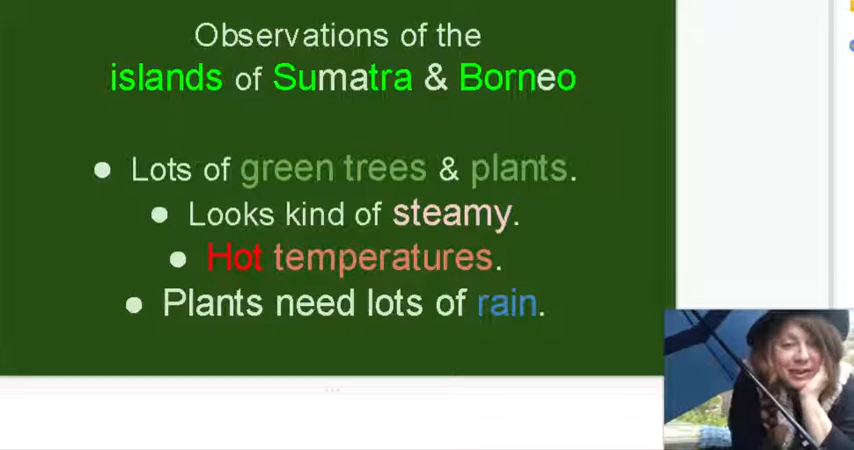 Observations of the
islands of Sumatra & Borneo
● Lots of green trees & plants.
● Looks kind of steamy.
● Hot temperatures.
● Plants need lots of rain.